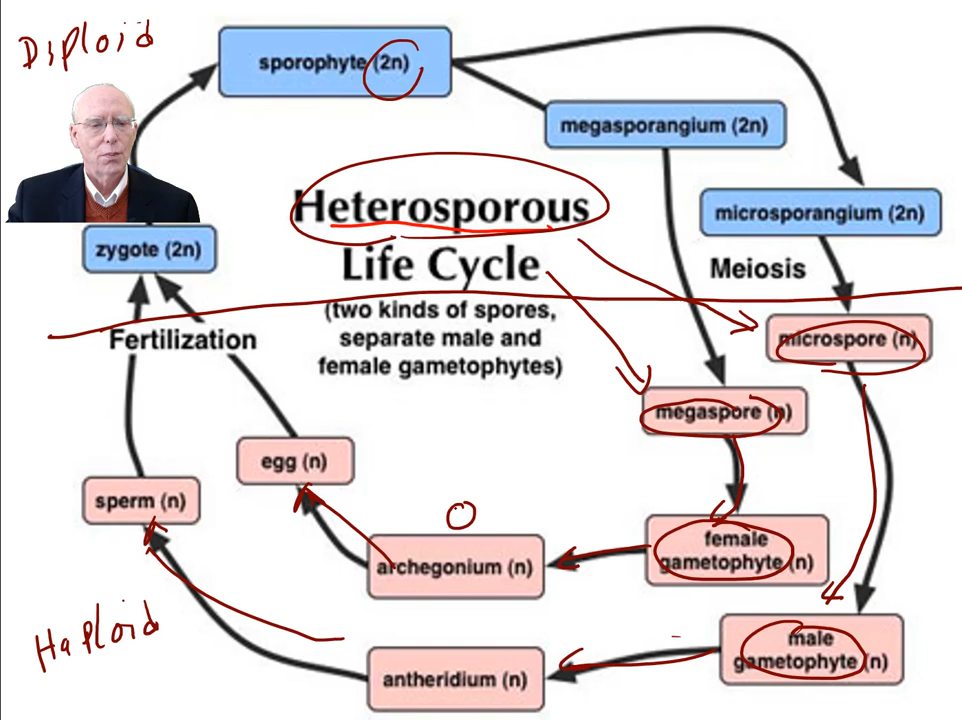 Diploid
sporophyte (2n)
megasporangium (2n)
microsporangium (2n)
Heterosporous
Life Cycle
(two kinds of spores,
separate male and
female gametophytes)
zygote (2n)
Meiosis
Fertilization
microspore (n)
megaspore (n)
egg (n)
sperm (n)
archegonium (n)
female
gametophyte (n)
Haploid
male
gametophyte (n)
antheridium (n)